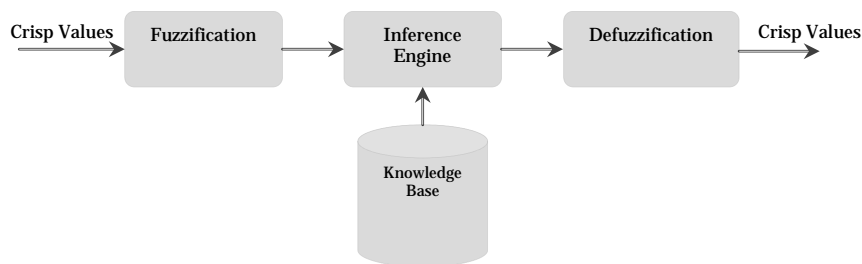 Crisp Values
Fuzzification
Inference
Engine
Defuzzification
Crisp Values
Knowledge
Base